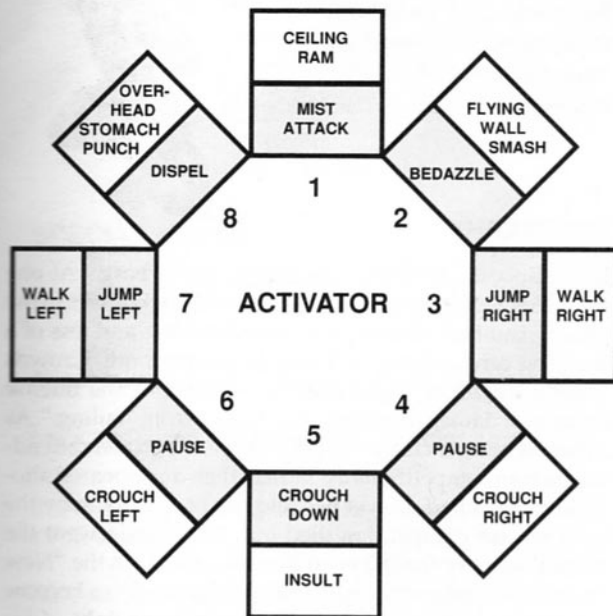 CEILING
RAM
MIST
ATTACK
OVER-
HEAD
STOMACH
PUNCH
DISPEL
FLYING
WALL
SMASH
BEDAZZLE
1
8
2
WALK
LEFT
JUMP
LEFT
7
ACTIVATOR
3
JUMP
RIGHT
WALK
RIGHT
6
5
4
PAUSE
CROUCH
LEFT
PAUSE
CROUCH
RIGHT
CROUCH
DOWN
INSULT